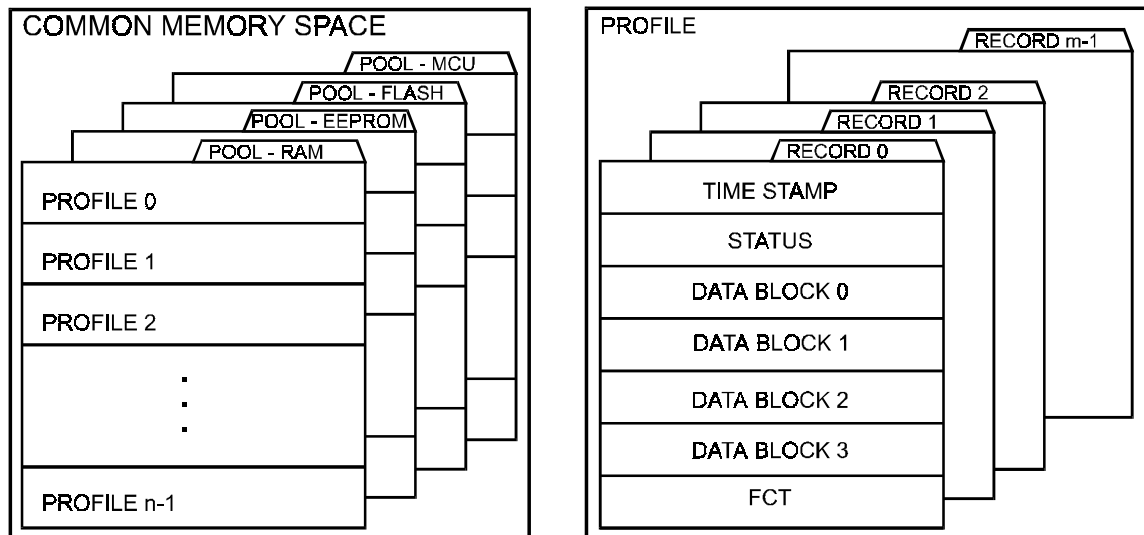 COMMON MEMORY SPACE
POOL - MCU
POOL - FLASH
POOL - EEPROM
POOL - RAM
PROFILE 0
PROFILE 1
PROFILE 2
PROFILE n-1
PROFILE
RECORD m-1
RECORD 2
RECORD 1
RECORD 0
TIME STAMP
STATUS
DATA BLOCK 0
DATA BLOCK 1
DATA BLOCK 2
DATA BLOCK 3
FCT